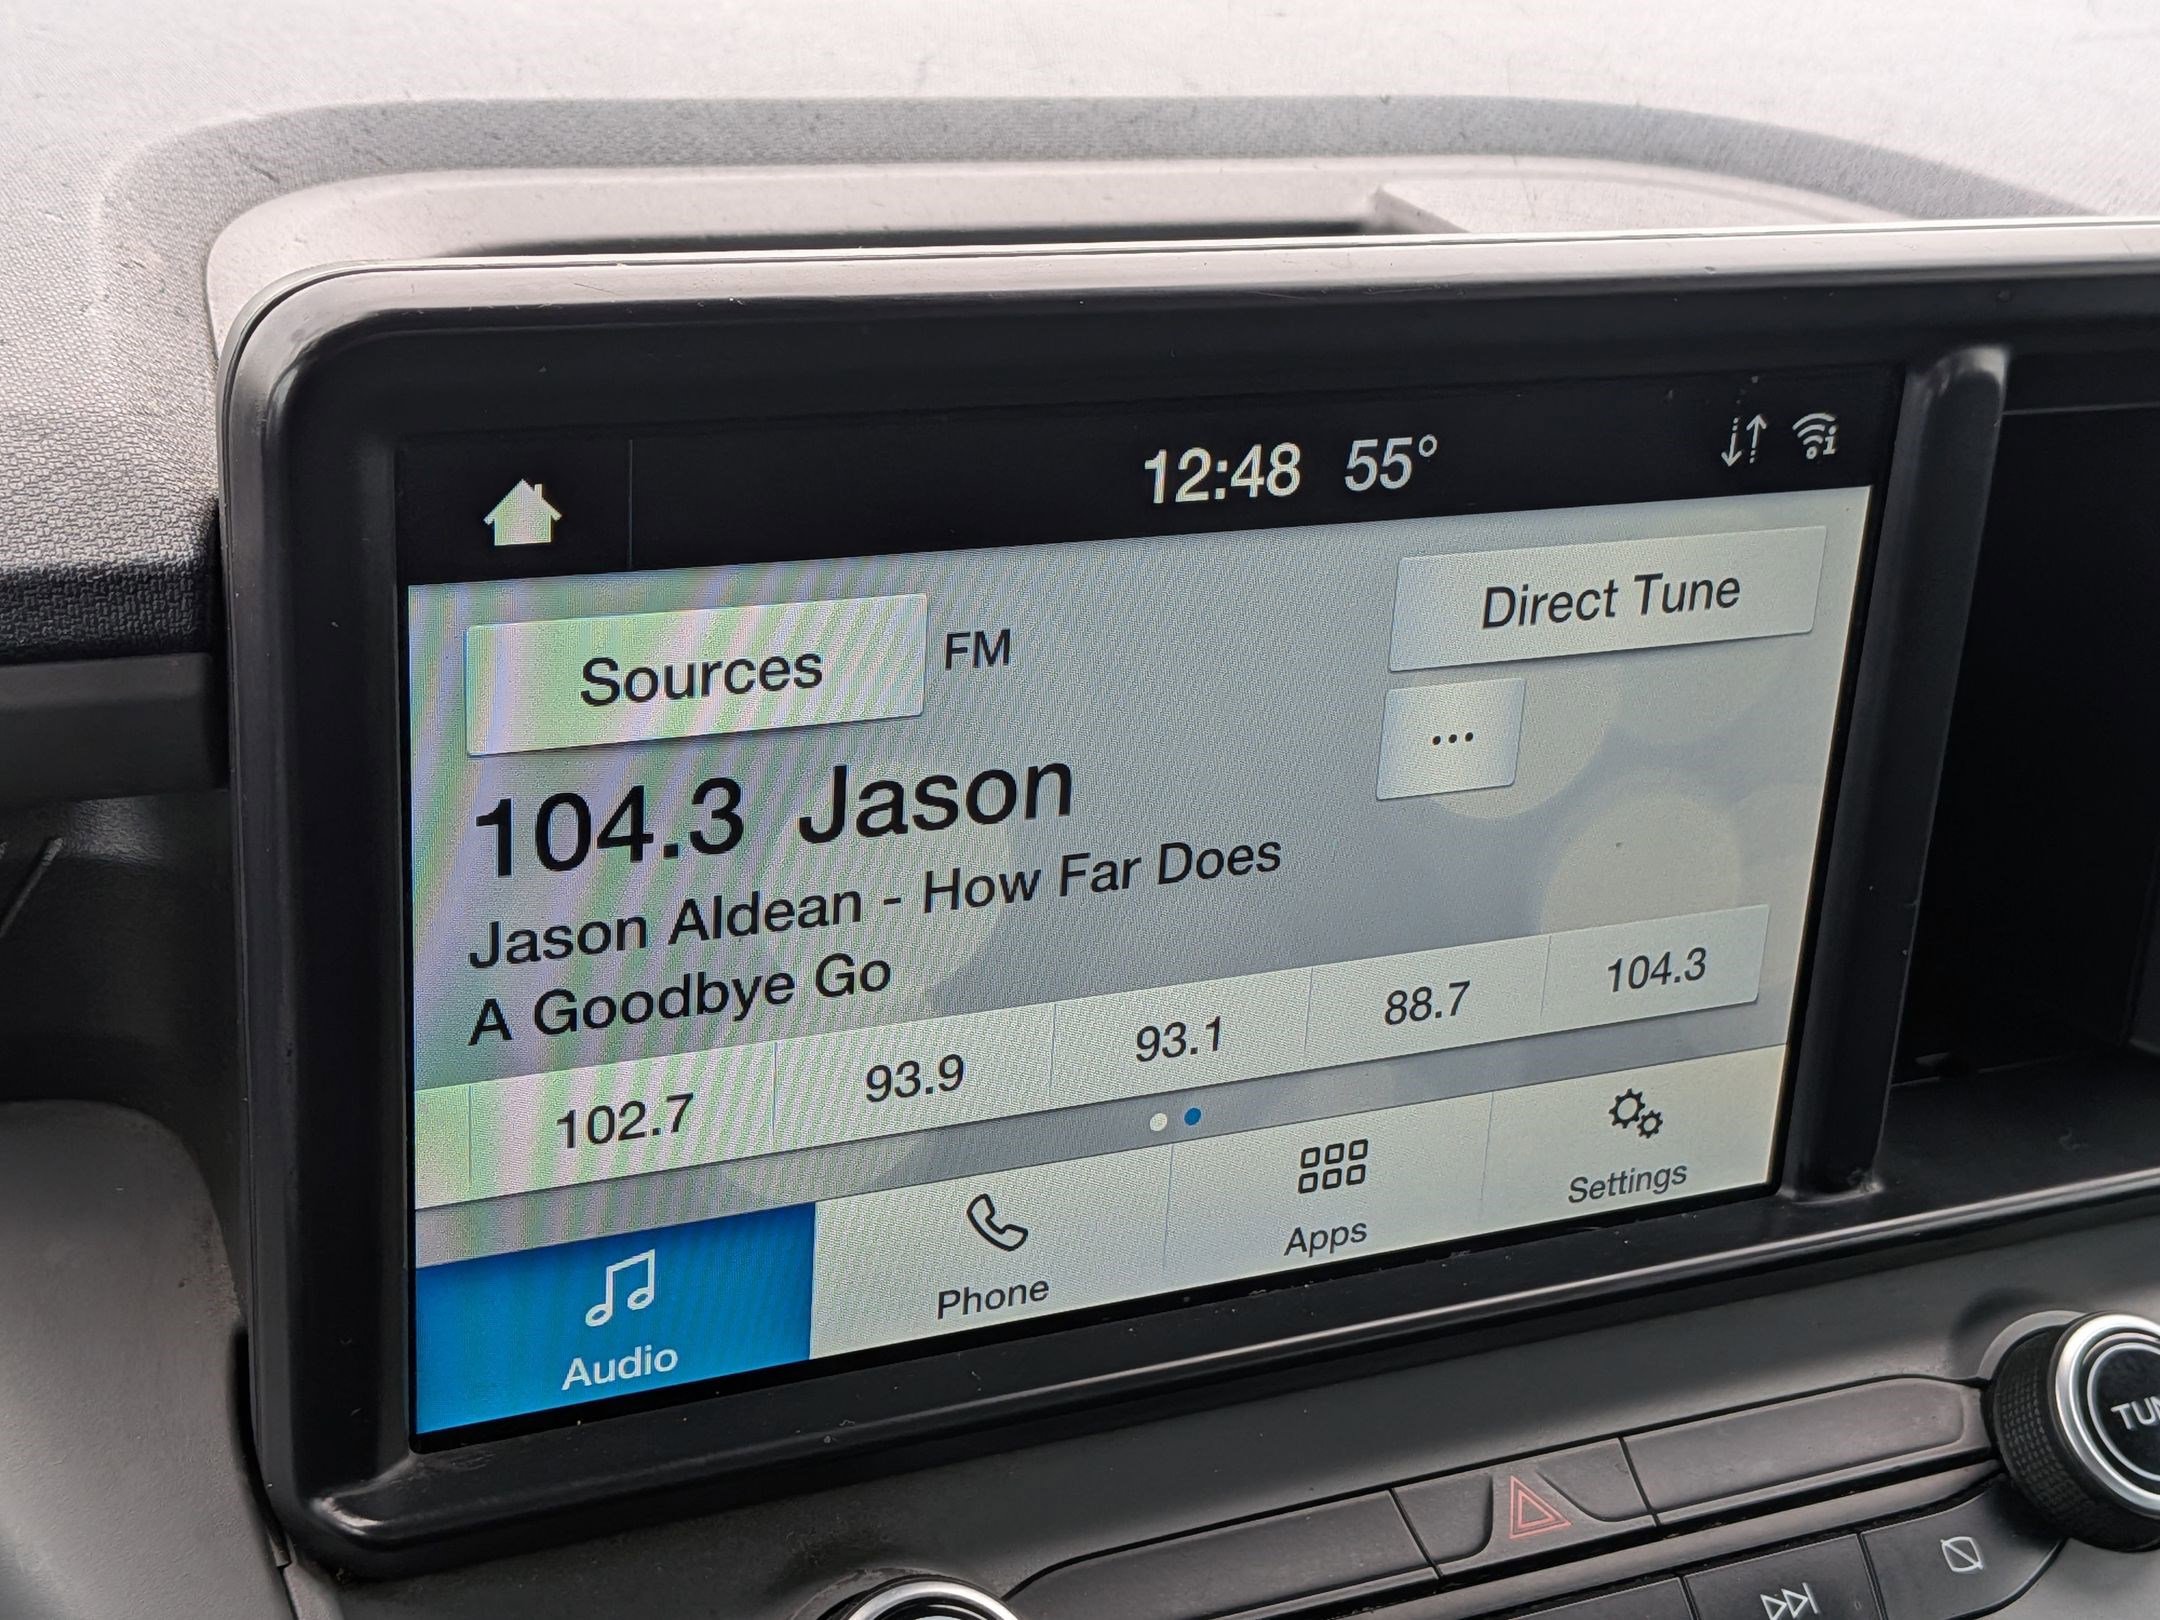 12:48 55°
Sources FM Direct Tune
...
104.3 Jason
Jason Aldean - How Far Does
A Goodbye Go
102.7 93.9 93.1 88.7 104.3
Audio Phone Apps Settings